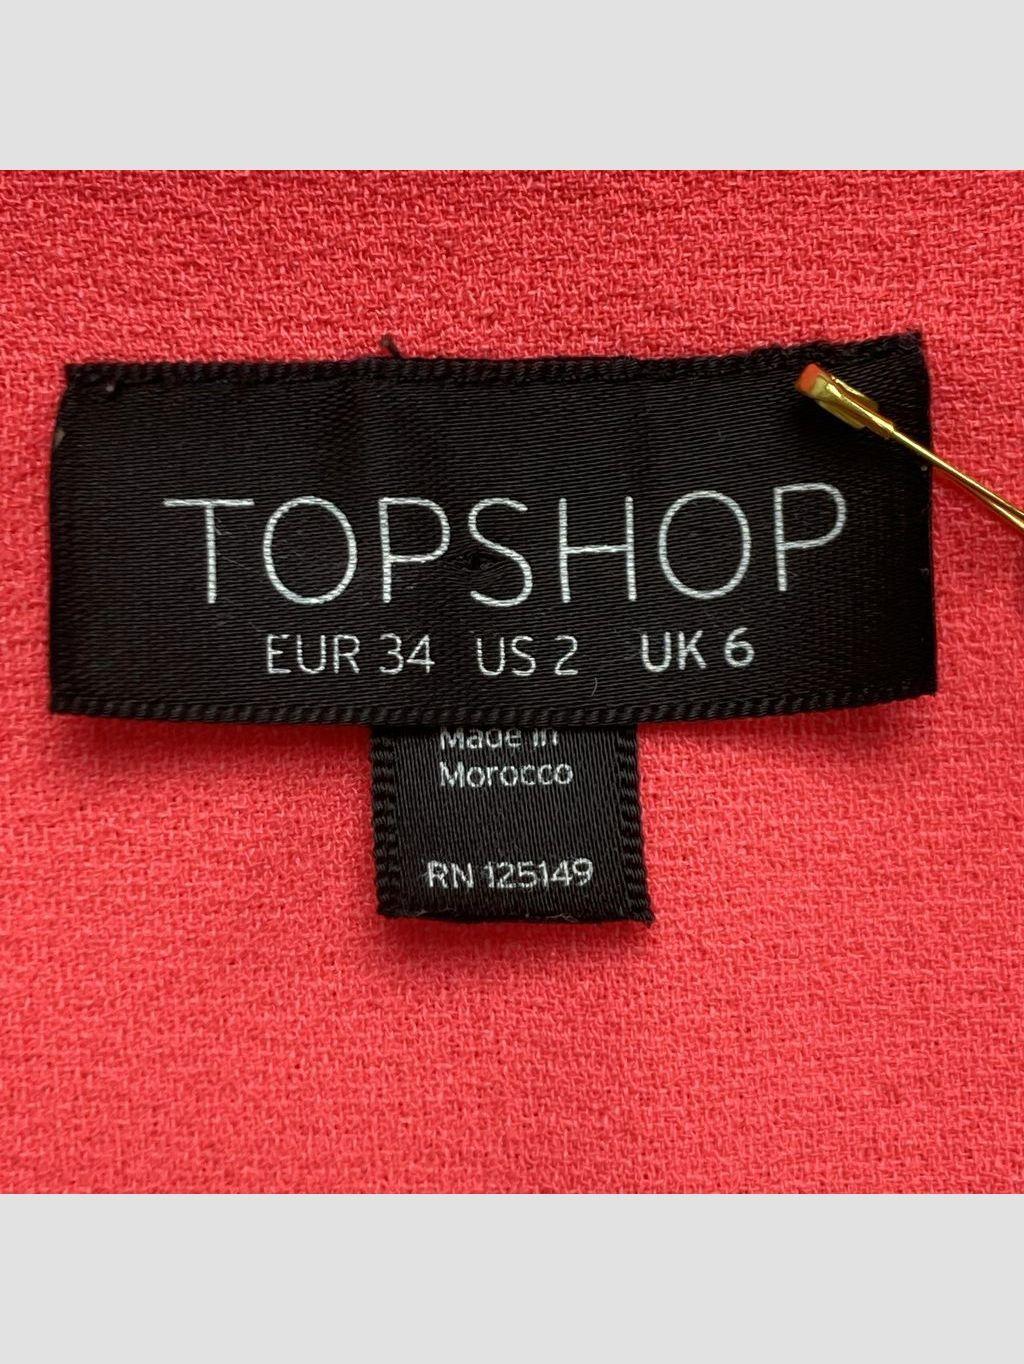 TOPSHOP
EUR 34 US 2 UK 6
Made in
Morocco
RN 125149